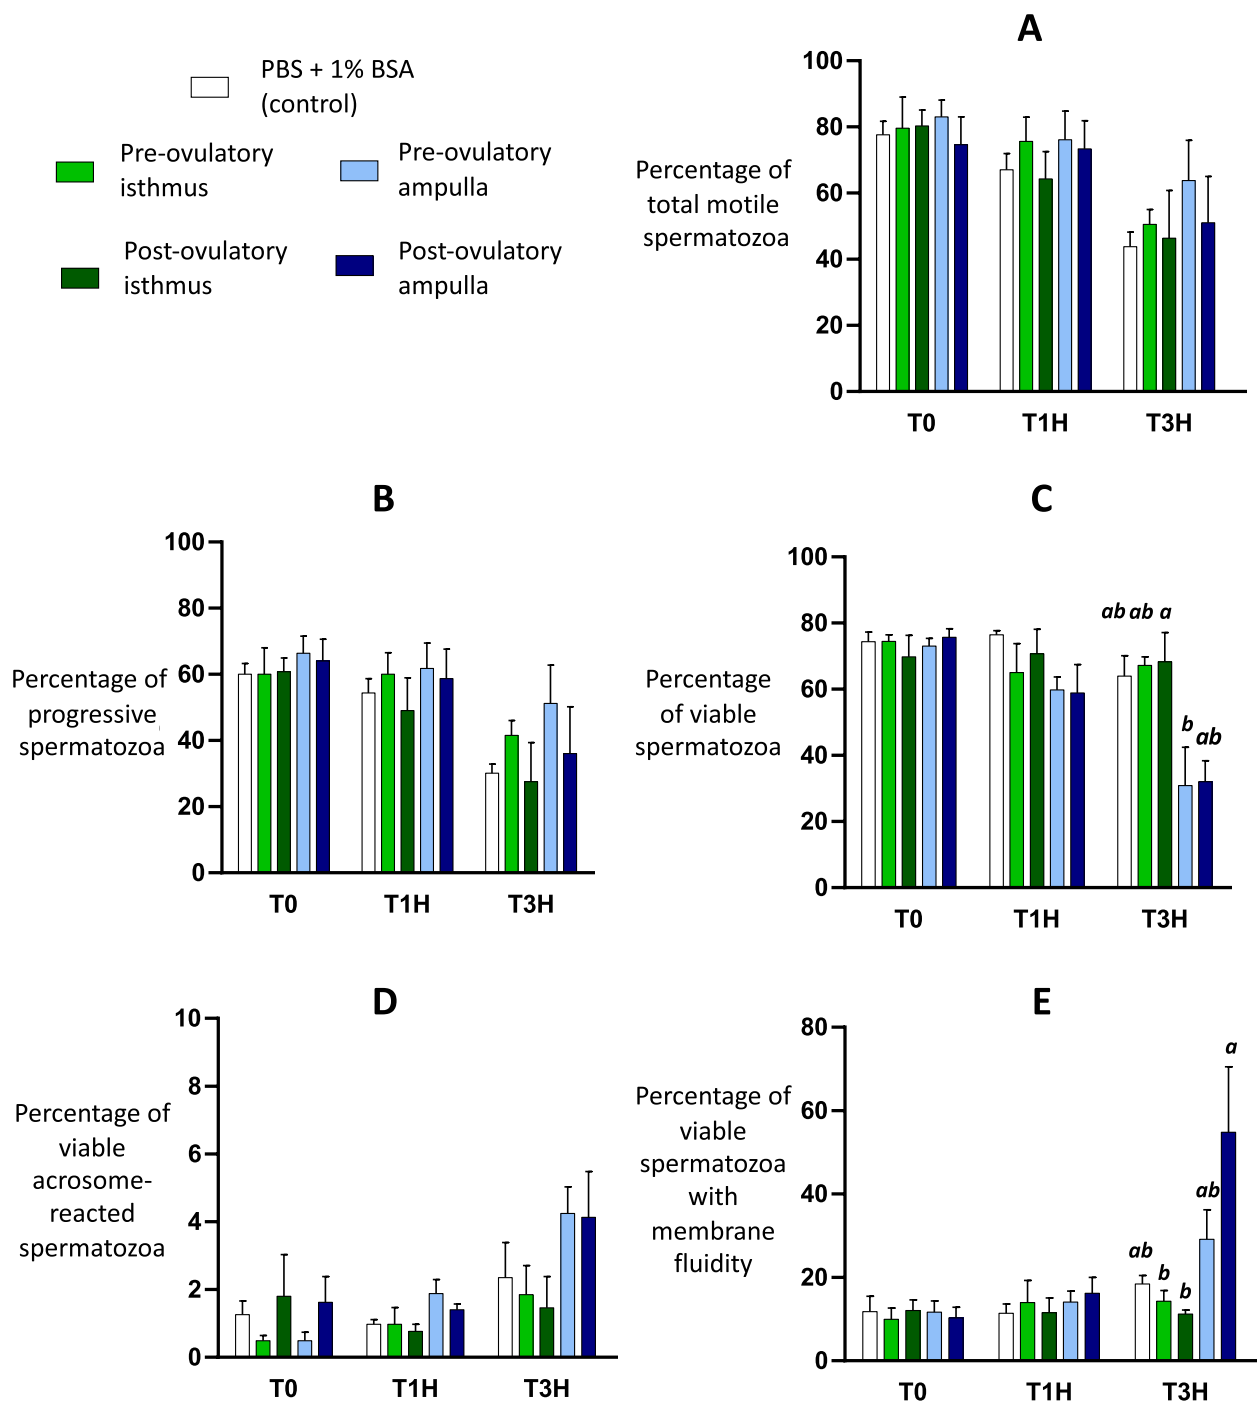 PBS + 1% BSA
(control)
Pre-ovulatory
isthmus
Pre-ovulatory
ampulla
Post-ovulatory
isthmus
Post-ovulatory
ampulla
A
Percentage of
total motile
spermatozoa
100
80
60
40
20
0
T0 T1H T3H
B
Percentage of
progressive
spermatozoa
100
80
60
40
20
0
T0 T1H T3H
C
Percentage
of viable
spermatozoa
100
80
60
40
20
0
ab ab a
b
ab
T0 T1H T3H
D
Percentage of
viable
acrosome-
reacted
spermatozoa
10
8
6
4
2
0
T0 T1H T3H
E
Percentage of
viable
spermatozoa
with
membrane
fluidity
80
60
40
20
0
a
ab
ab
b
b
T0 T1H T3H